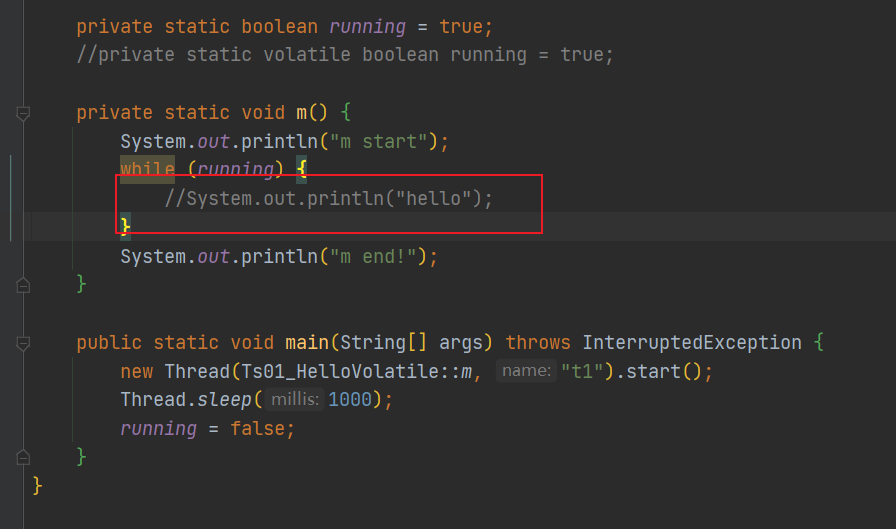 private static boolean running = true;
//private static volatile boolean running = true;
private static void m() {
System.out.println("m start");
while (running) {
//System.out.println("hello");
}
System.out.println("m end!");
}
public static void main(String[] args) throws InterruptedException {
new Thread(Ts01_HelloVolatile::m, name: "t1").start();
Thread.sleep( millis: 1000);
running = false;
}
}